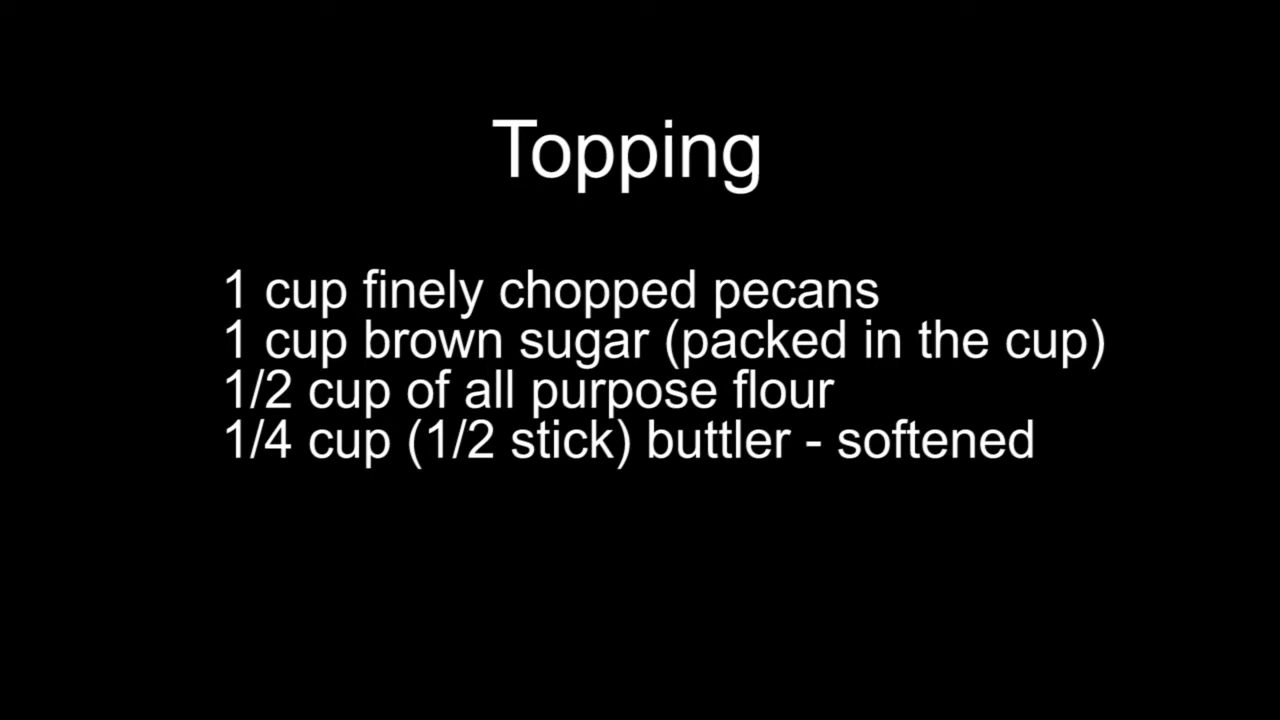 Topping
1 cup finely chopped pecans
1 cup brown sugar (packed in the cup)
1/2 cup of all purpose flour
1/4 cup (1/2 stick) buttler - softened